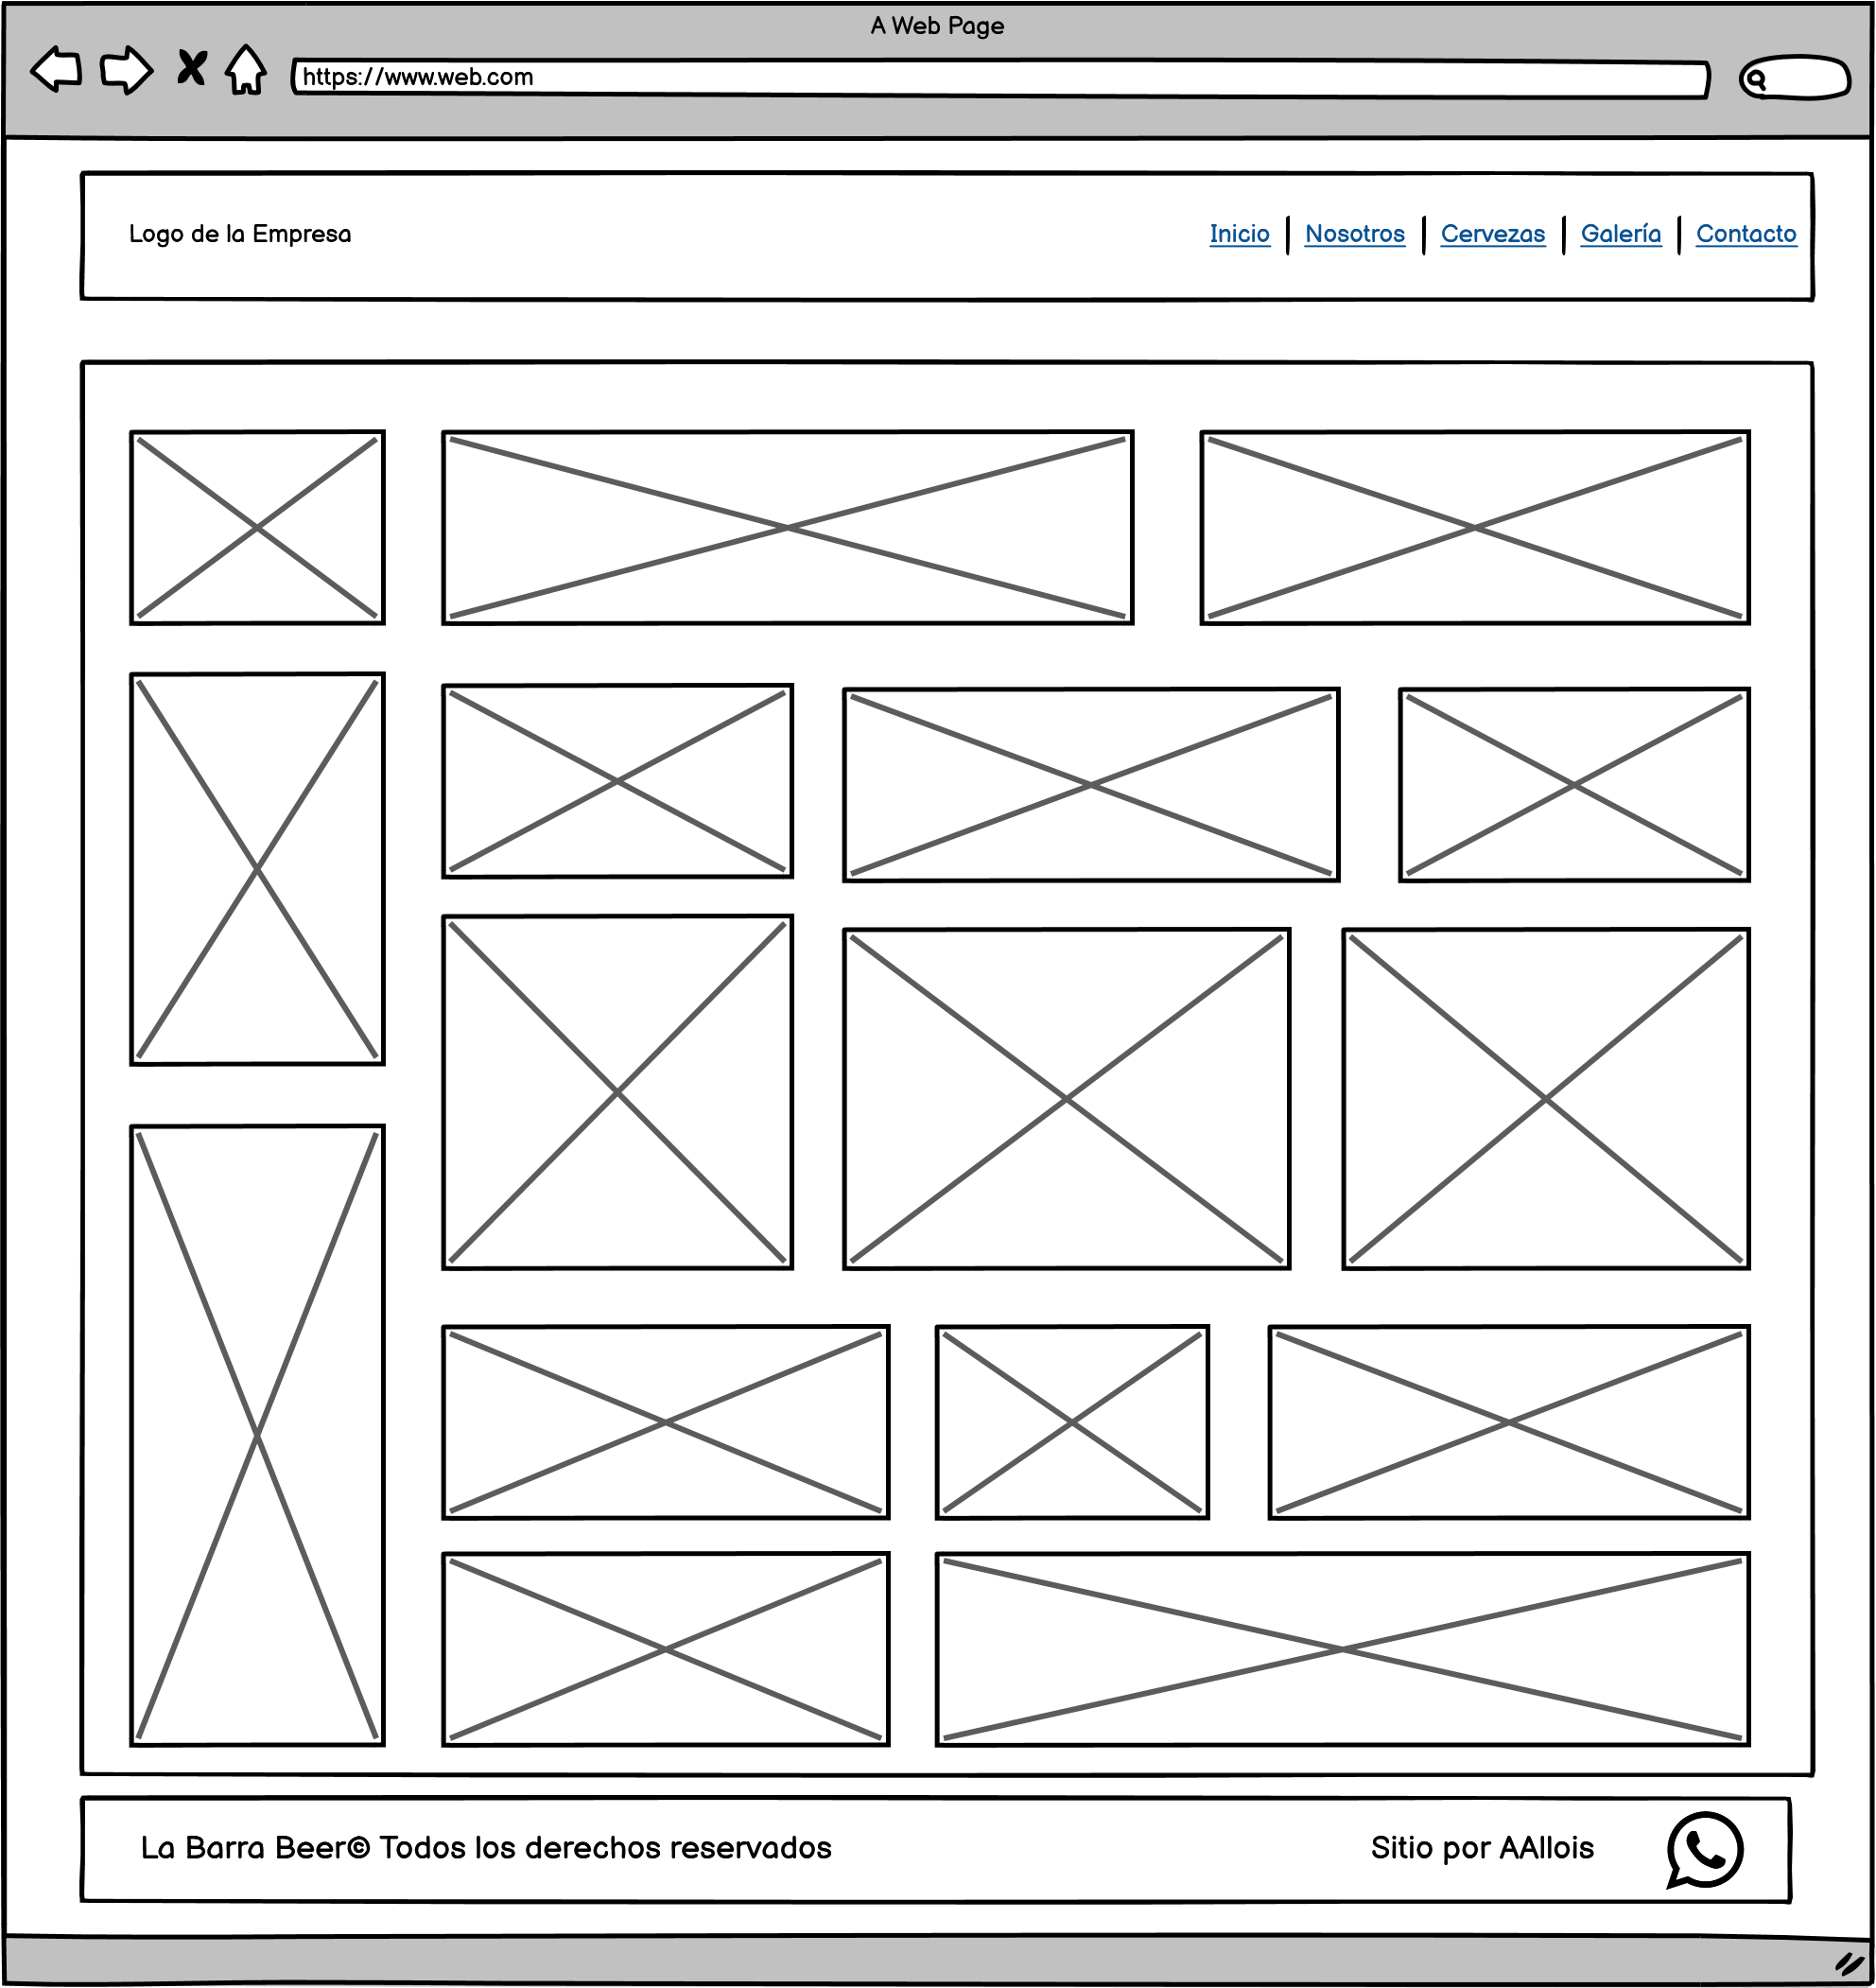 A Web Page
https://www.web.com
Logo de la Empresa
Inicio | Nosotros | Cervezas | Galería | Contacto
La Barra Beer© Todos los derechos reservados
Sitio por AAllois